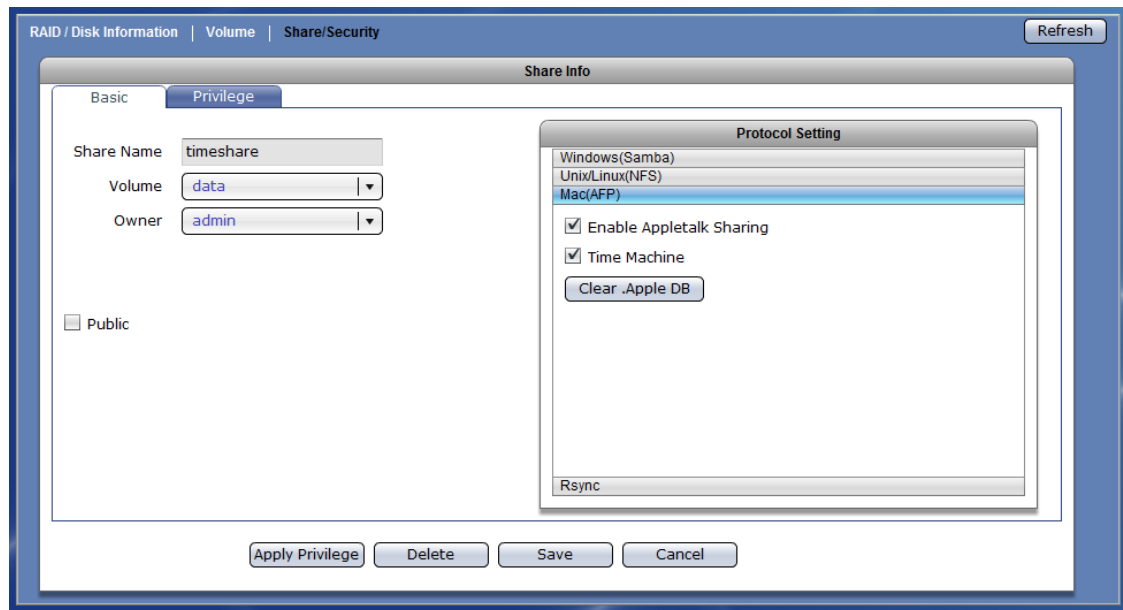 RAID / Disk Information | Volume | Share/Security
Refresh
Share Info
Basic
Privilege
Share Name timeshare
Volume data
Owner admin
Public
Protocol Setting
Windows(Samba)
Unix/Linux(NFS)
Mac(AFP)
Enable Appletalk Sharing
Time Machine
Clear .Apple DB
Rsync
Apply Privilege
Delete
Save
Cancel